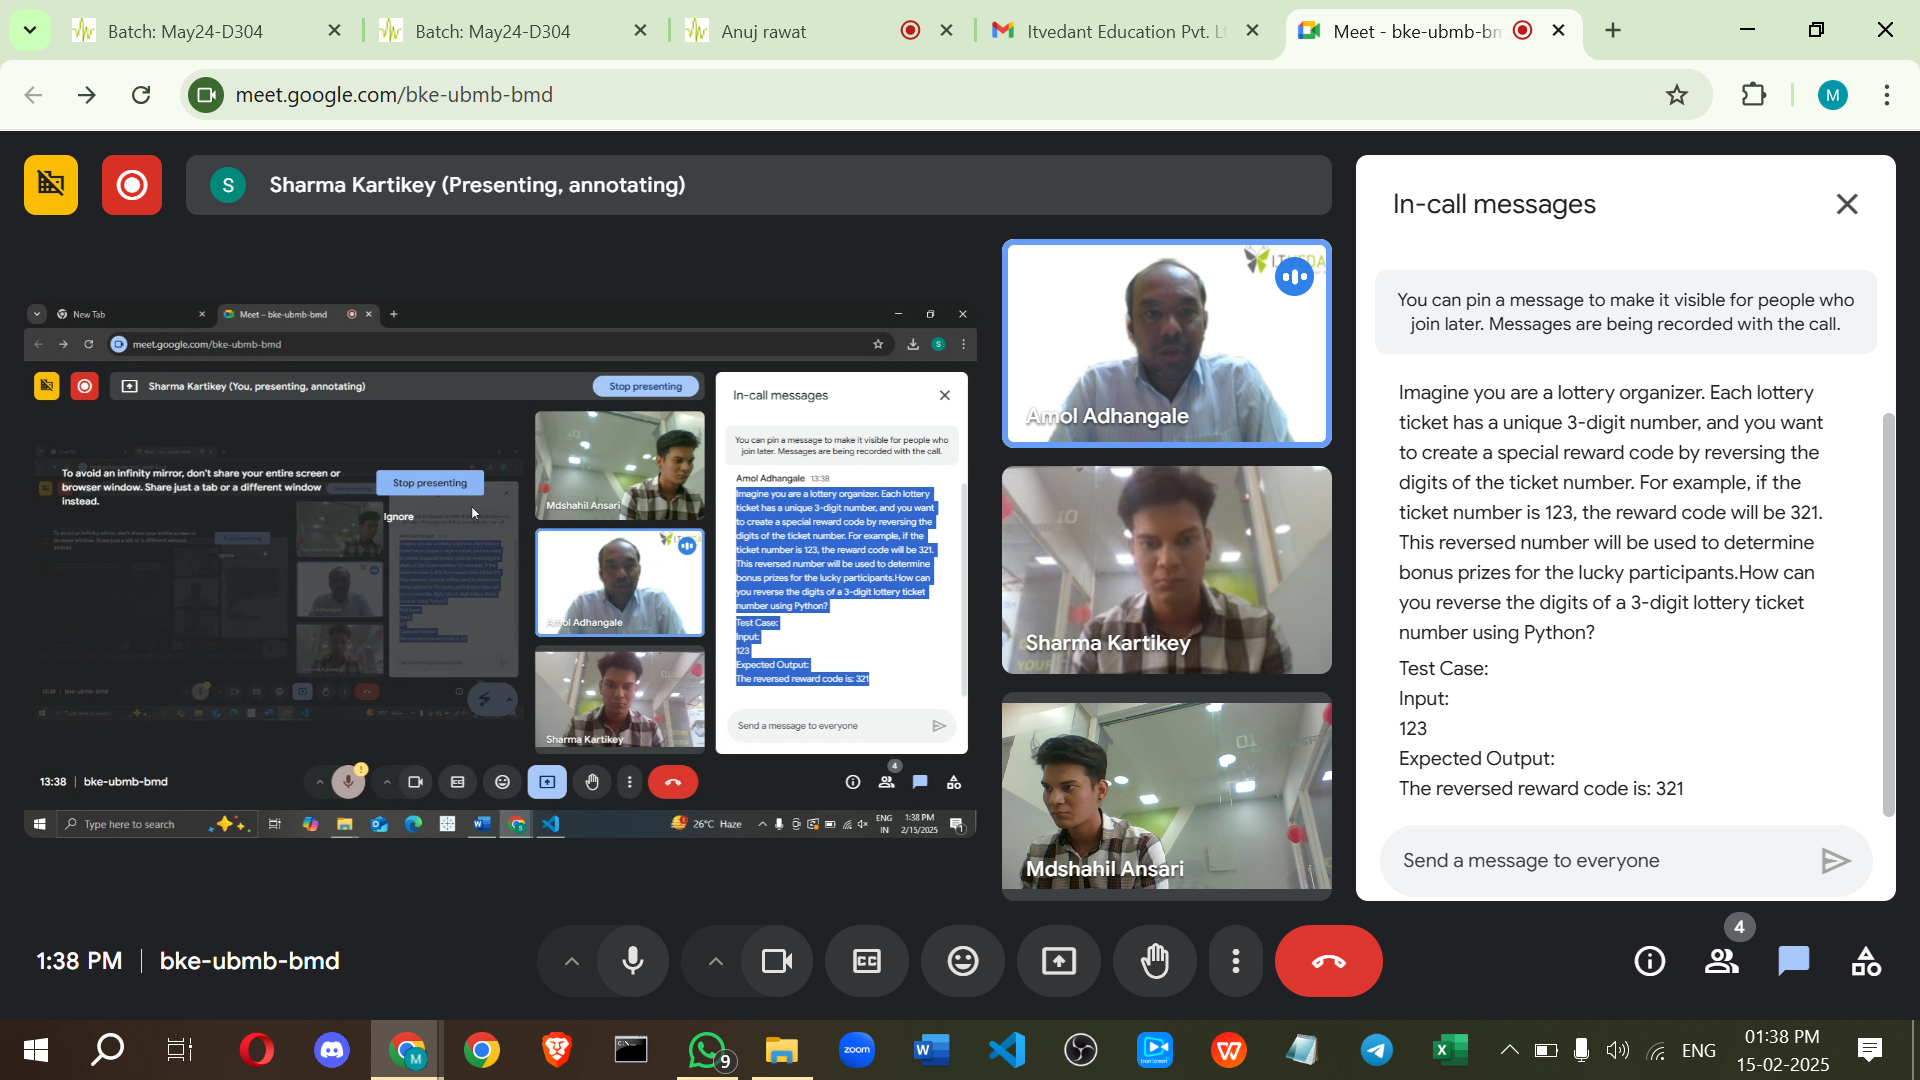 Batch: May24-D304
Batch: May24-D304
Anuj rawat
Itvedant Education Pvt. L
Meet - bke-ubmb-bm
meet.google.com/bke-ubmb-bmd
M
S
Sharma Kartikey (Presenting, annotating)
New Tab
Meet – bke-ubmb-bmd
meet.google.com/bke-ubmb-bmd
S
Sharma Kartikey (You, presenting, annotating)
Stop presenting
To avoid an infinity mirror, don't share your entire screen or
browser window. Share just a tab or a different window
instead.
Stop presenting
Ignore
Mdshahil Ansari
Amol Adhangale
Sharma Kartikey
In-call messages
You can pin a message to make it visible for people who
join later. Messages are being recorded with the call.
Amol Adhangale 13:38
Imagine you are a lottery organizer. Each lottery
ticket has a unique 3-digit number, and you want
to create a special reward code by reversing the
digits of the ticket number. For example, if the
ticket number is 123, the reward code will be 321.
This reversed number will be used to determine
bonus prizes for the lucky participants.How can
you reverse the digits of a 3-digit lottery ticket
number using Python?
Test Case:
Input:
123
Expected Output:
The reversed reward code is: 321
Send a message to everyone
13:38 | bke-ubmb-bmd
4
Type here to search
26°C Haze
ENG
IN
1:38 PM
2/15/2025
1
Amol Adhangale
Sharma Kartikey
Mdshahil Ansari
In-call messages
You can pin a message to make it visible for people who
join later. Messages are being recorded with the call.
Imagine you are a lottery organizer. Each lottery
ticket has a unique 3-digit number, and you want
to create a special reward code by reversing the
digits of the ticket number. For example, if the
ticket number is 123, the reward code will be 321.
This reversed number will be used to determine
bonus prizes for the lucky participants.How can
you reverse the digits of a 3-digit lottery ticket
number using Python?
Test Case:
Input:
123
Expected Output:
The reversed reward code is: 321
Send a message to everyone
1:38 PM | bke-ubmb-bmd
4
M
9
zoom
ENG
01:38 PM
15-02-2025